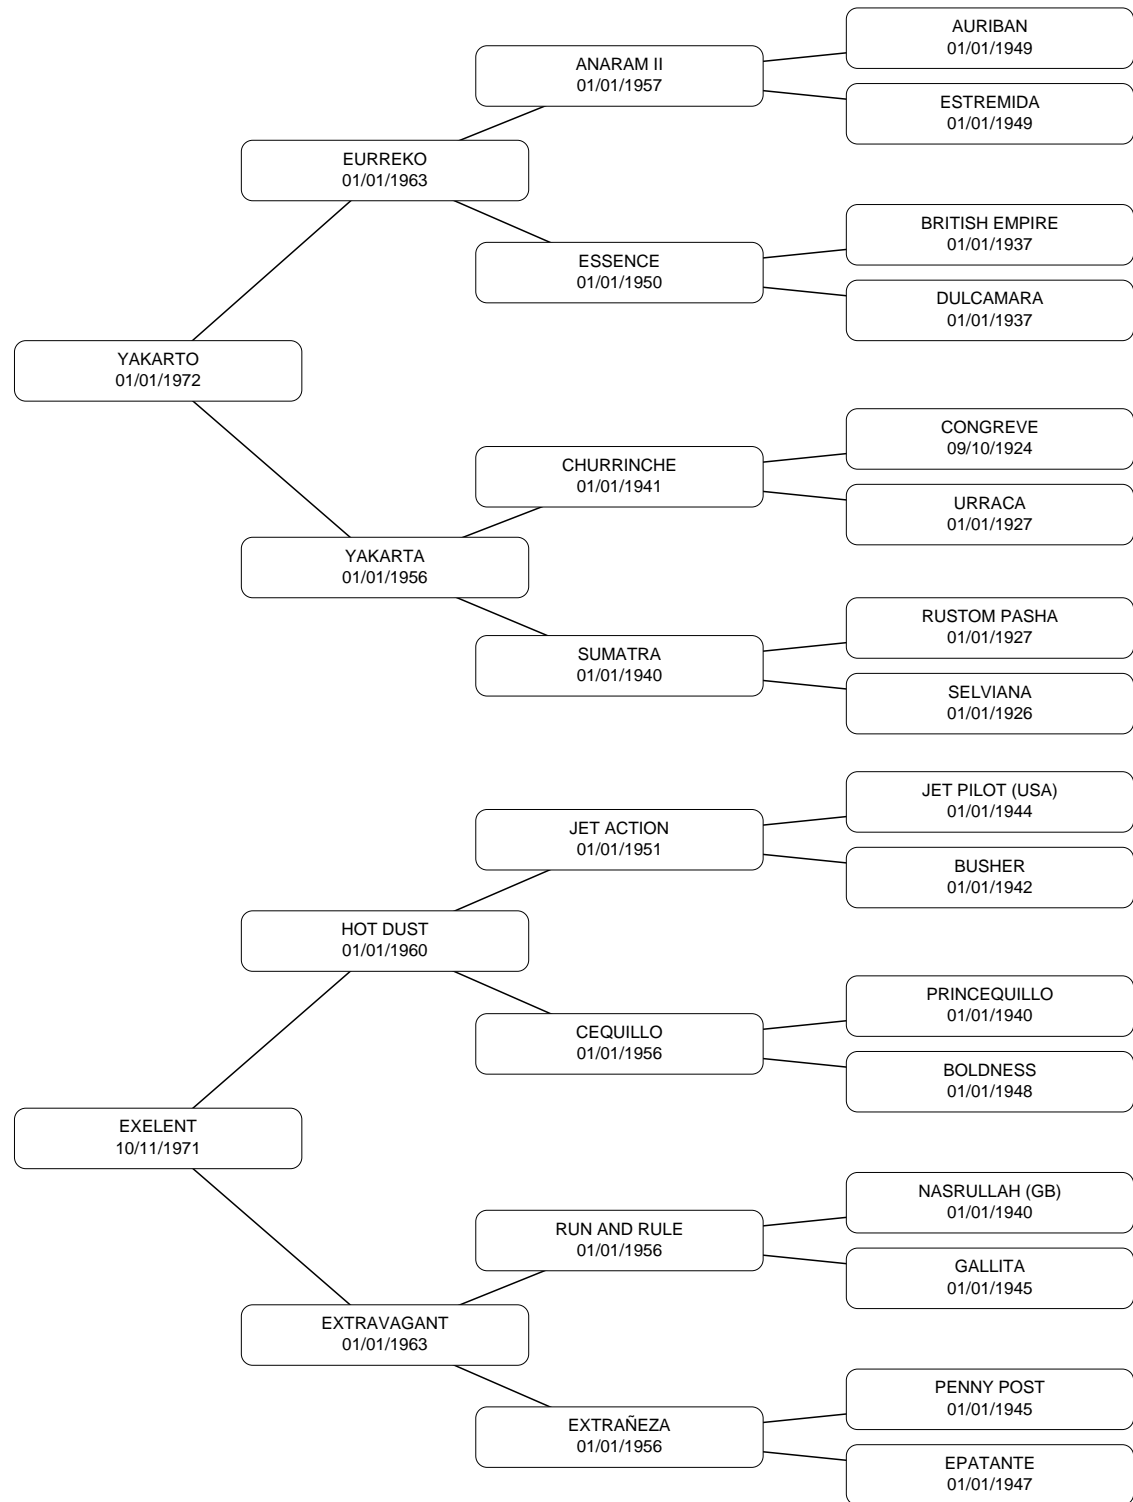 AURIBAN
01/01/1949
ANARAM II
01/01/1957
ESTREMIDA
01/01/1949
EURREKO
01/01/1963
BRITISH EMPIRE
01/01/1937
ESSENCE
01/01/1950
DULCAMARA
01/01/1937
YAKARTO
01/01/1972
CONGREVE
09/10/1924
CHURRINCHE
01/01/1941
URRACA
01/01/1927
YAKARTA
01/01/1956
RUSTOM PASHA
01/01/1927
SUMATRA
01/01/1940
SELVIANA
01/01/1926
JET PILOT (USA)
01/01/1944
JET ACTION
01/01/1951
BUSHER
01/01/1942
HOT DUST
01/01/1960
PRINCEQUILLO
01/01/1940
CEQUILLO
01/01/1956
BOLDNESS
01/01/1948
EXELENT
10/11/1971
NASRULLAH (GB)
01/01/1940
RUN AND RULE
01/01/1956
GALLITA
01/01/1945
EXTRAVAGANT
01/01/1963
PENNY POST
01/01/1945
EXTRAÑEZA
01/01/1956
EPATANTE
01/01/1947